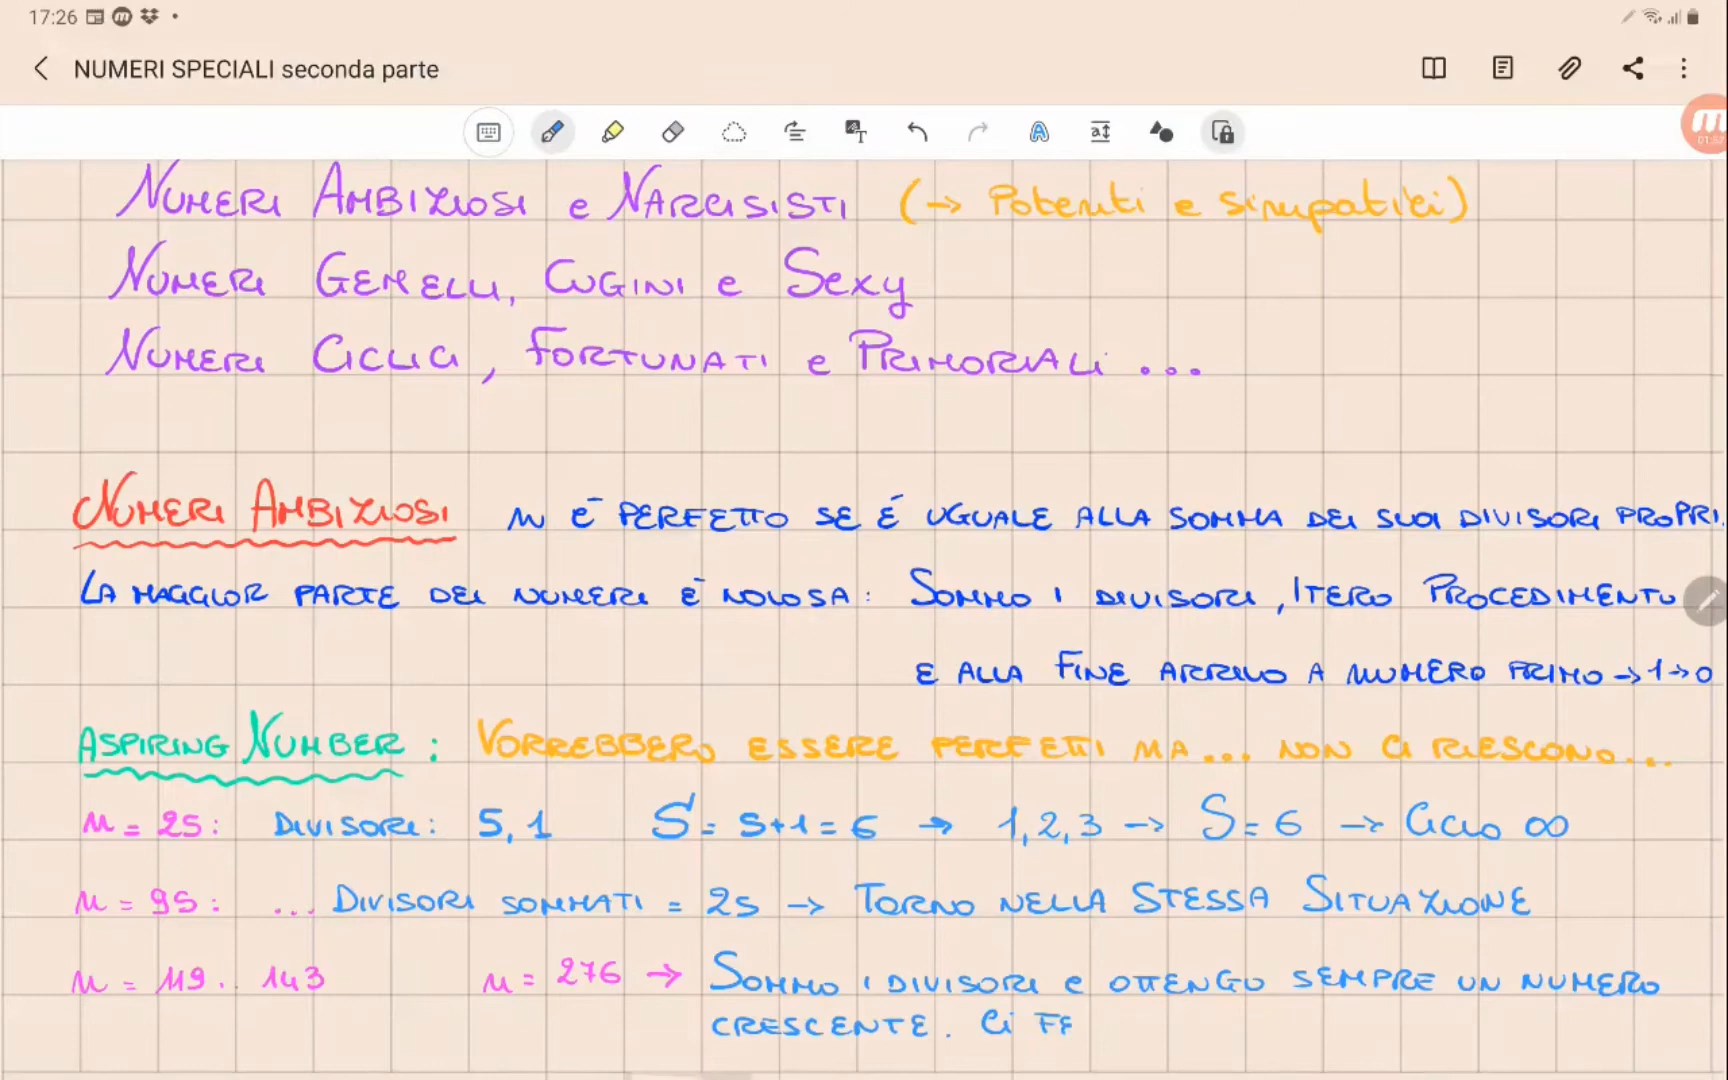 17:26
NUMERI SPECIALI seconda parte
01:53
NUMERI AMBIZIOSI e NARCISISTI (→ Potenti e simpatici)
NUMERI GEMELLI, CUGINI e SEXY
NUMERI CICLICI, FORTUNATI e PRIMORIALI ...
NUMERI AMBIZIOSI n È PERFETTO SE È UGUALE ALLA SOMMA DEI SUOI DIVISORI PROPRI.
LA MAGGIOR PARTE DEI NUMERI È NOIOSA: SOMMO I DIVISORI, ITERO PROCEDIMENTO
E ALLA FINE ARRIVO A NUMERO PRIMO → 1 → 0
ASPIRING NUMBER: VORREBBERO ESSERE PERFETTI MA ... NON CI RIESCONO...
n = 25: DIVISORI: 5, 1 S = 5+1 = 6 → 1, 2, 3 → S = 6 → CICLO ∞
n = 95: ... DIVISORI SOMMATI = 25 → TORNO NELLA STESSA SITUAZIONE
n = 119.. 143 n = 276 → SOMMO I DIVISORI e OTTENGO SEMPRE UN NUMERO
CRESCENTE. Ci